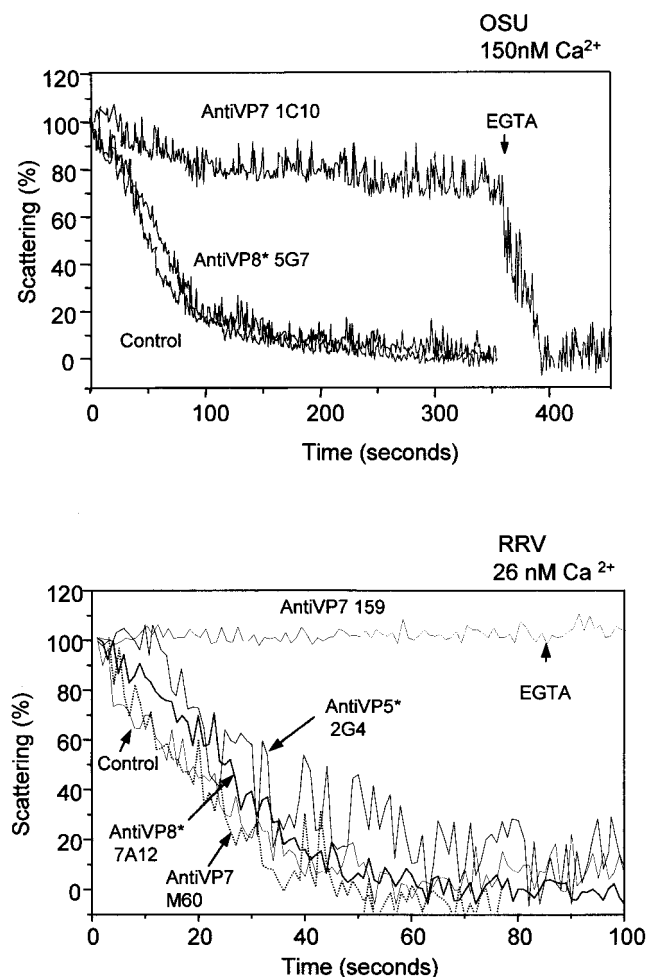 OSU
150nM Ca2+
120
100
80
60
40
20
0
Scattering (%)
AntiVP7 1C10
EGTA
AntiVP8* 5G7
Control
0 100 200 300 400
Time (seconds)
RRV
26 nM Ca 2+
120
100
80
60
40
20
0
Scattering (%)
AntiVP7 159
EGTA
AntiVP5*
2G4
Control
AntiVP8*
7A12
AntiVP7
M60
0 20 40 60 80 100
Time (seconds)